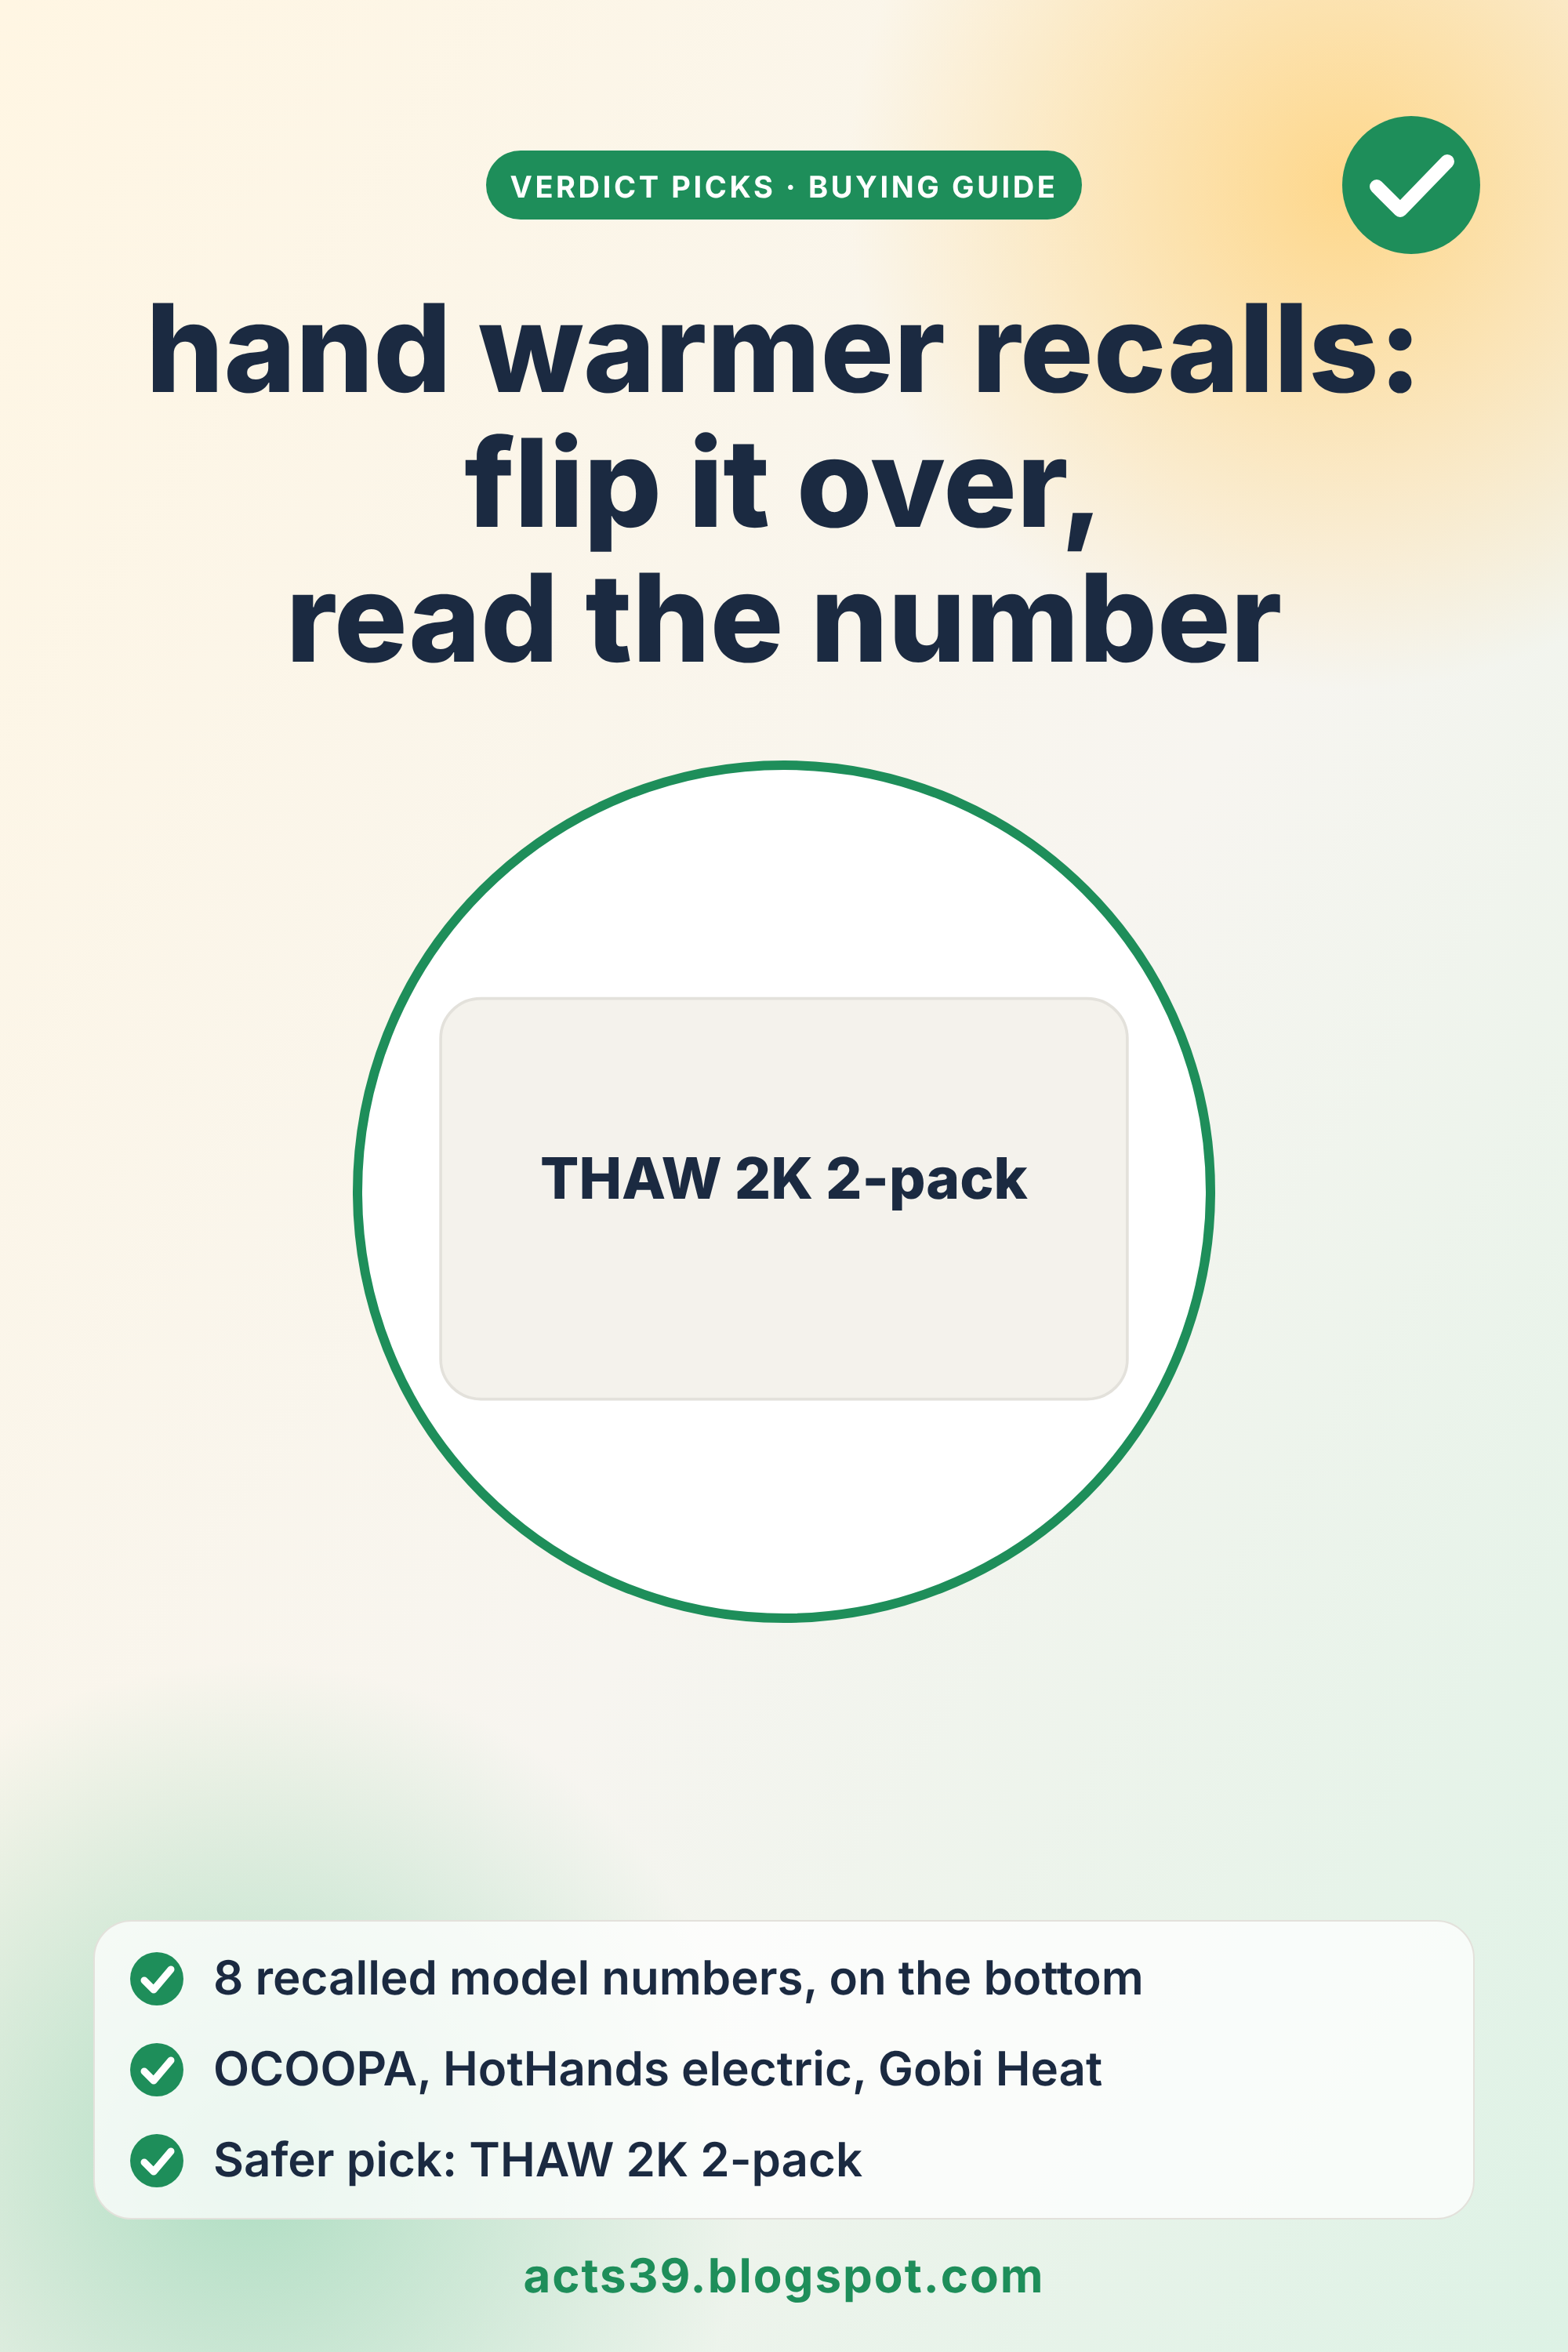 VERDICT PICKS · BUYING GUIDE
hand warmer recalls:
flip it over,
read the number
THAW 2K 2-pack
8 recalled model numbers, on the bottom
OCOOPA, HotHands electric, Gobi Heat
Safer pick: THAW 2K 2-pack
acts39.blogspot.com